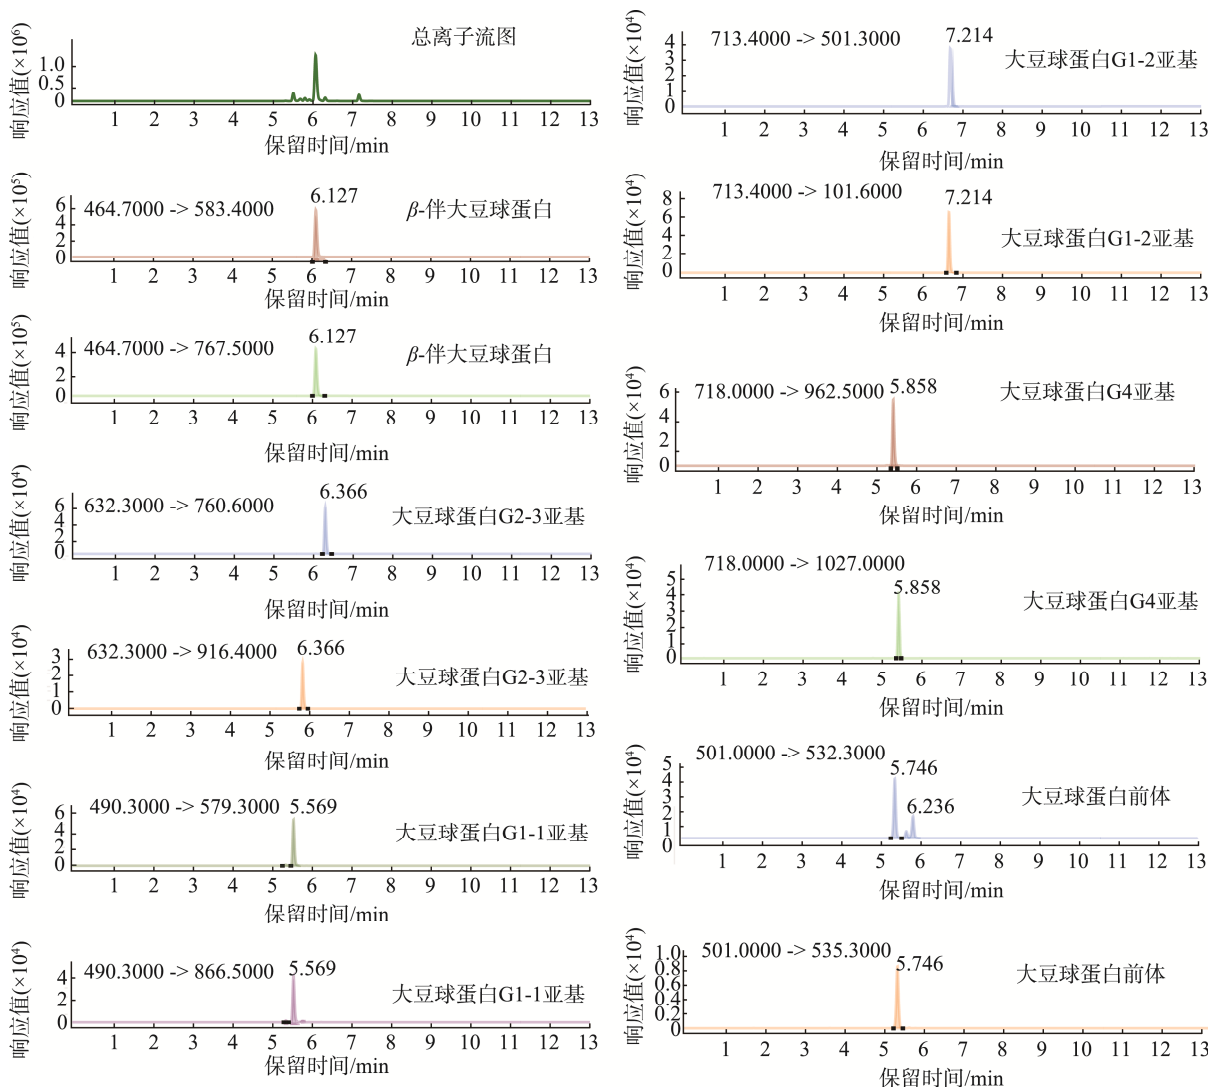 总离子流图
响应值(×10⁶)
1.0
0.5
0
1 2 3 4 5 6 7 8 9 10 11 12 13
保留时间/min
464.7000 -> 583.4000
6.127
β-伴大豆球蛋白
响应值(×10⁵)
6
4
2
0
1 2 3 4 5 6 7 8 9 10 11 12 13
保留时间/min
464.7000 -> 767.5000
6.127
β-伴大豆球蛋白
响应值(×10⁵)
4
2
0
1 2 3 4 5 6 7 8 9 10 11 12 13
保留时间/min
632.3000 -> 760.6000
6.366
大豆球蛋白G2-3亚基
响应值(×10⁴)
6
4
2
0
1 2 3 4 5 6 7 8 9 10 11 12 13
保留时间/min
632.3000 -> 916.4000
6.366
大豆球蛋白G2-3亚基
响应值(×10⁴)
3
2
1
0
1 2 3 4 5 6 7 8 9 10 11 12 13
保留时间/min
490.3000 -> 579.3000
5.569
大豆球蛋白G1-1亚基
响应值(×10⁴)
6
4
2
0
1 2 3 4 5 6 7 8 9 10 11 12 13
保留时间/min
490.3000 -> 866.5000
5.569
大豆球蛋白G1-1亚基
响应值(×10⁴)
4
2
0
1 2 3 4 5 6 7 8 9 10 11 12 13
保留时间/min
713.4000 -> 501.3000
7.214
大豆球蛋白G1-2亚基
响应值(×10⁴)
4
3
2
1
0
1 2 3 4 5 6 7 8 9 10 11 12 13
保留时间/min
713.4000 -> 101.6000
7.214
大豆球蛋白G1-2亚基
响应值(×10⁴)
8
6
4
2
0
1 2 3 4 5 6 7 8 9 10 11 12 13
保留时间/min
718.0000 -> 962.5000
5.858
大豆球蛋白G4亚基
响应值(×10⁴)
6
4
2
0
1 2 3 4 5 6 7 8 9 10 11 12 13
保留时间/min
718.0000 -> 1027.0000
5.858
大豆球蛋白G4亚基
响应值(×10⁴)
5
4
3
2
1
0
1 2 3 4 5 6 7 8 9 10 11 12 13
保留时间/min
501.0000 -> 532.3000
5.746
6.236
大豆球蛋白前体
响应值(×10⁴)
5
4
3
2
1
0
1 2 3 4 5 6 7 8 9 10 11 12 13
保留时间/min
501.0000 -> 535.3000
5.746
大豆球蛋白前体
响应值(×10⁴)
1.0
0.8
0.6
0.4
0.2
0
1 2 3 4 5 6 7 8 9 10 11 12 13
保留时间/min